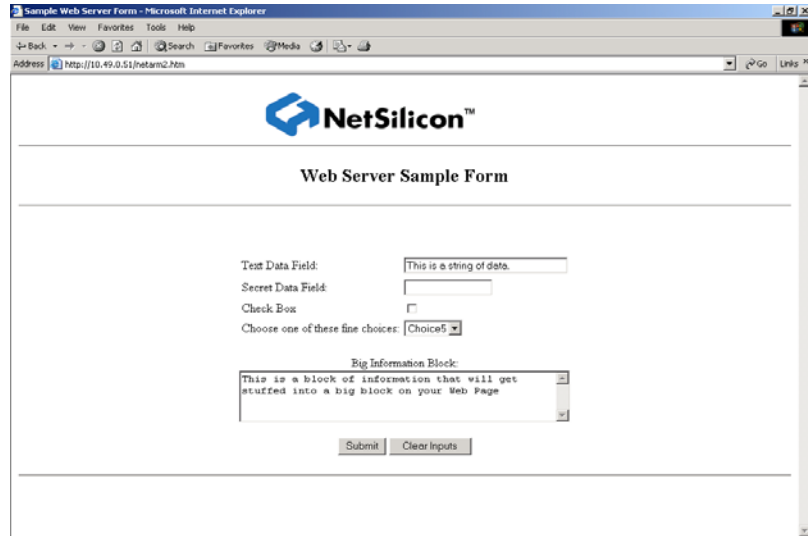 Sample Web Server Form - Microsoft Internet Explorer
File Edit View Favorites Tools Help
Back Search Favorites Media
Address http://10.49.0.51/netarm2.htm Go Links »
NetSilicon™
Web Server Sample Form
Text Data Field: This is a string of data.
Secret Data Field:
Check Box
Choose one of these fine choices: Choice5
Big Information Block:
This is a block of information that will get
stuffed into a big block on your Web Page
Submit Clear Inputs